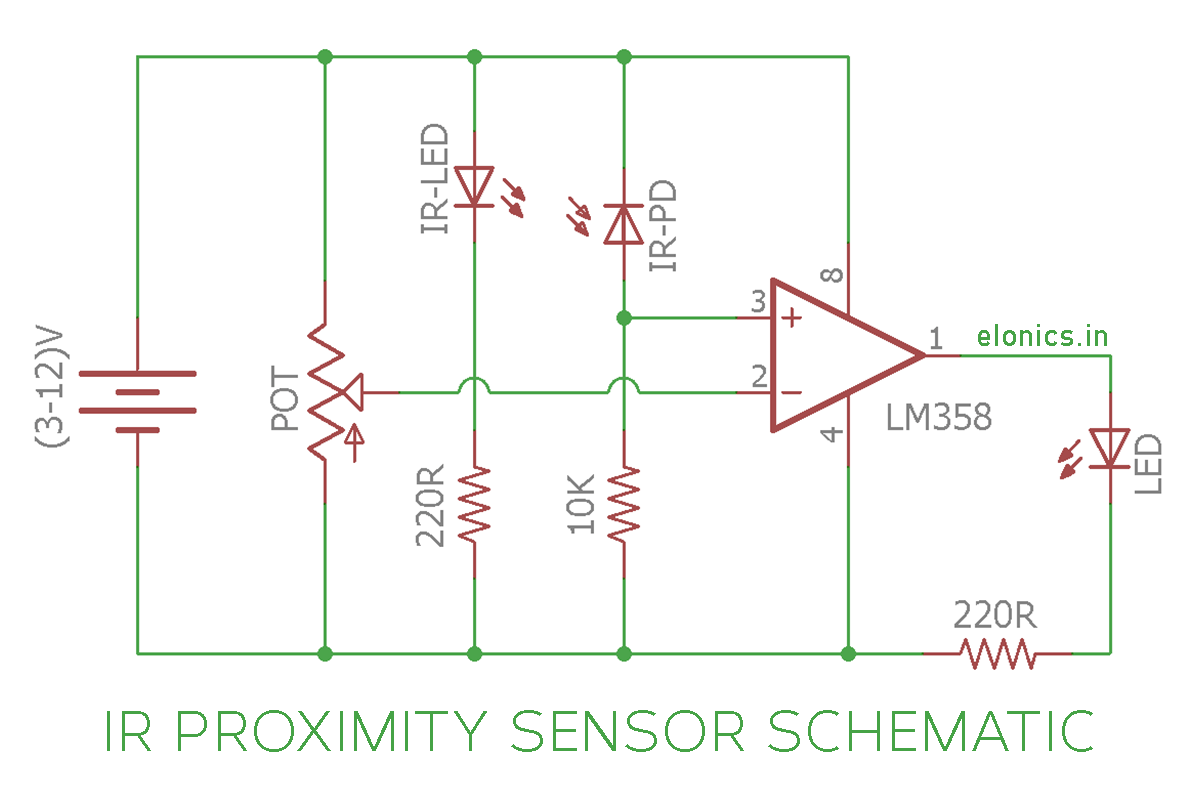 IR-LED
IR-PD
8
3
+
1
elonics.in
(3-12)V
POT
2
−
LM358
4
LED
220R
10K
220R
IR PROXIMITY SENSOR SCHEMATIC